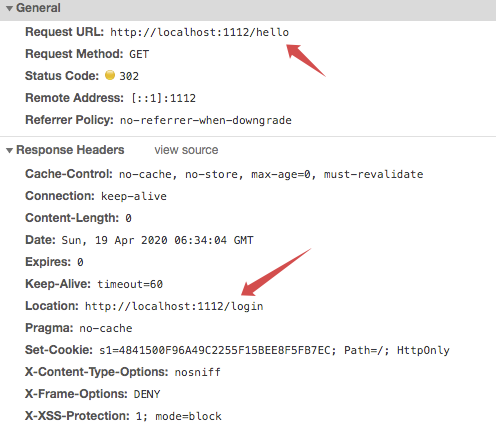 General
Request URL: http://localhost:1112/hello
Request Method: GET
Status Code: 302
Remote Address: [::1]:1112
Referrer Policy: no-referrer-when-downgrade
Response Headers view source
Cache-Control: no-cache, no-store, max-age=0, must-revalidate
Connection: keep-alive
Content-Length: 0
Date: Sun, 19 Apr 2020 06:34:04 GMT
Expires: 0
Keep-Alive: timeout=60
Location: http://localhost:1112/login
Pragma: no-cache
Set-Cookie: s1=4841500F96A49C2255F15BEE8F5FB7EC; Path=/; HttpOnly
X-Content-Type-Options: nosniff
X-Frame-Options: DENY
X-XSS-Protection: 1; mode=block